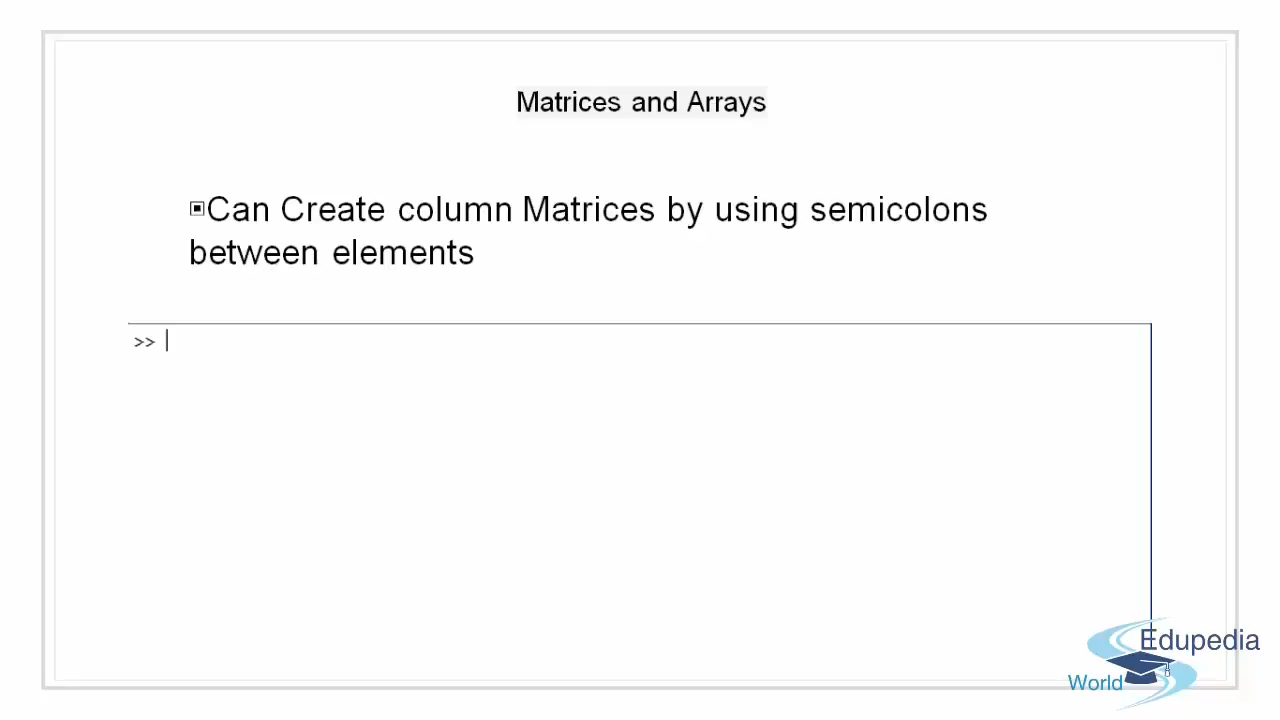 Matrices and Arrays
▣Can Create column Matrices by using semicolons
between elements
>>
Edupedia
World